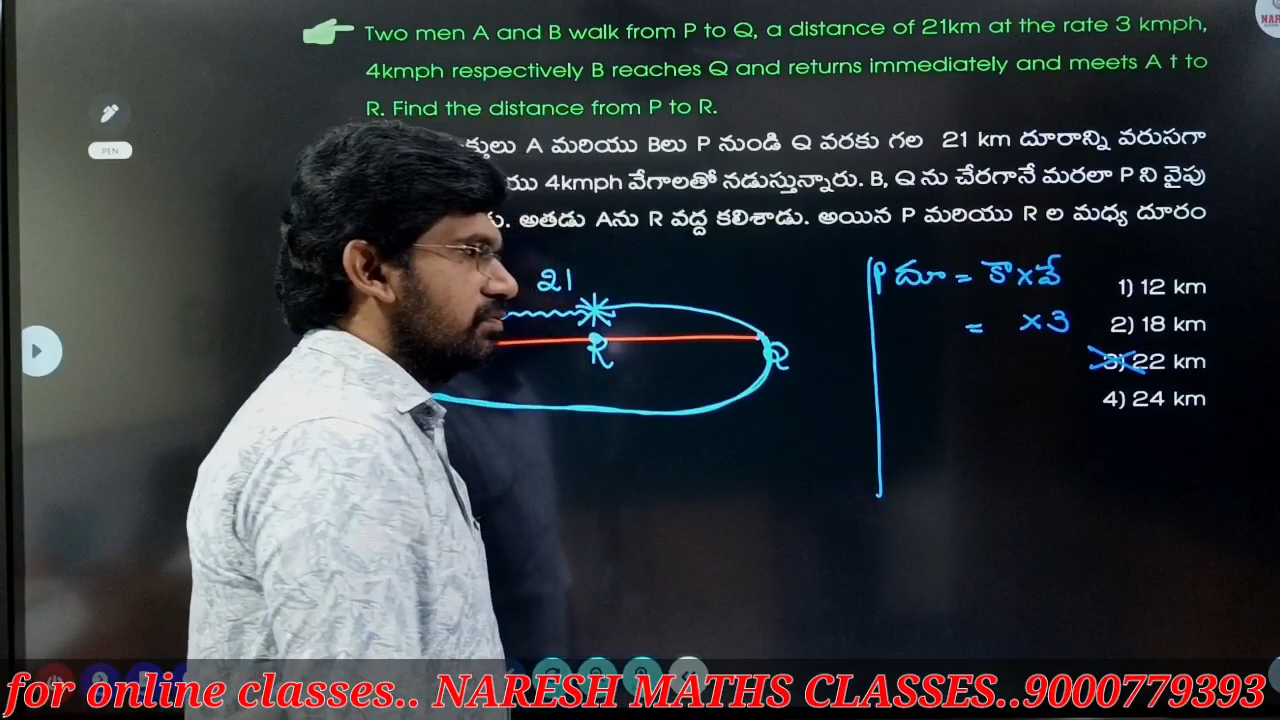 Two men A and B walk from P to Q, a distance of 21km at the rate 3 kmph,
4kmph respectively B reaches Q and returns immediately and meets A t to
R. Find the distance from P to R.
A మరియు Bలు P నుండి Q వరకు గల 21 km దూరాన్ని వరుసగా
4kmph వేగాలతో నడుస్తున్నారు. B, Q ను చేరగానే మరలా P ని వైపు
అతడు Aను R వద్ద కలిశాడు. అయిన P మరియు R ల మధ్య దూరం
PEN
21
R
Q
P దూ = కా × వే
= × 3
1) 12 km
2) 18 km
3) 22 km
4) 24 km
for online classes.. NARESH MATHS CLASSES..9000779393